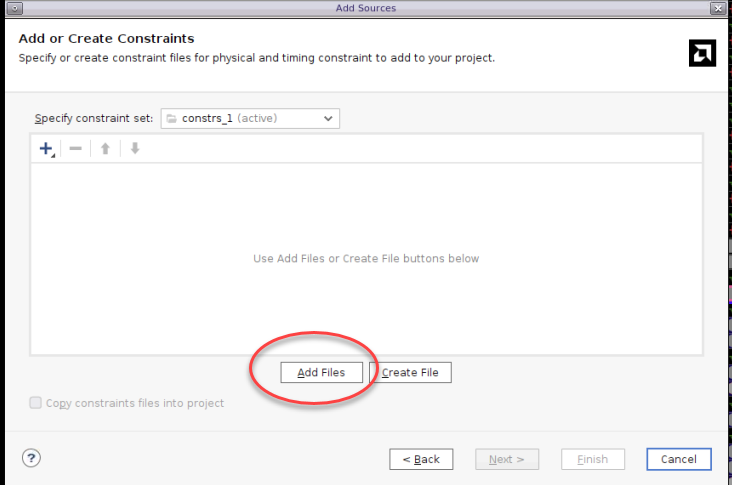 Add Sources
Add or Create Constraints
Specify or create constraint files for physical and timing constraint to add to your project.
Specify constraint set: constrs_1 (active)
Use Add Files or Create File buttons below
Add Files Create File
Copy constraints files into project
? < Back Next > Finish Cancel